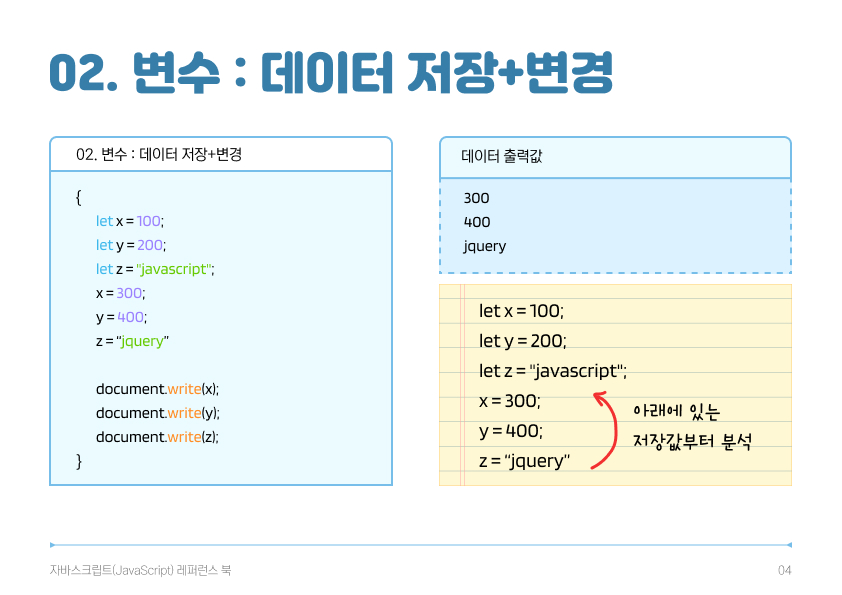 02. 변수 : 데이터 저장+변경
02. 변수 : 데이터 저장+변경
{
let x = 100;
let y = 200;
let z = "javascript";
x = 300;
y = 400;
z = “jquery”
document.write(x);
document.write(y);
document.write(z);
}
데이터 출력값
300
400
jquery
let x = 100;
let y = 200;
let z = "javascript";
x = 300;
y = 400;
z = “jquery”
아래에 있는
저장값부터 분석
자바스크립트(JavaScript) 레퍼런스 북
04